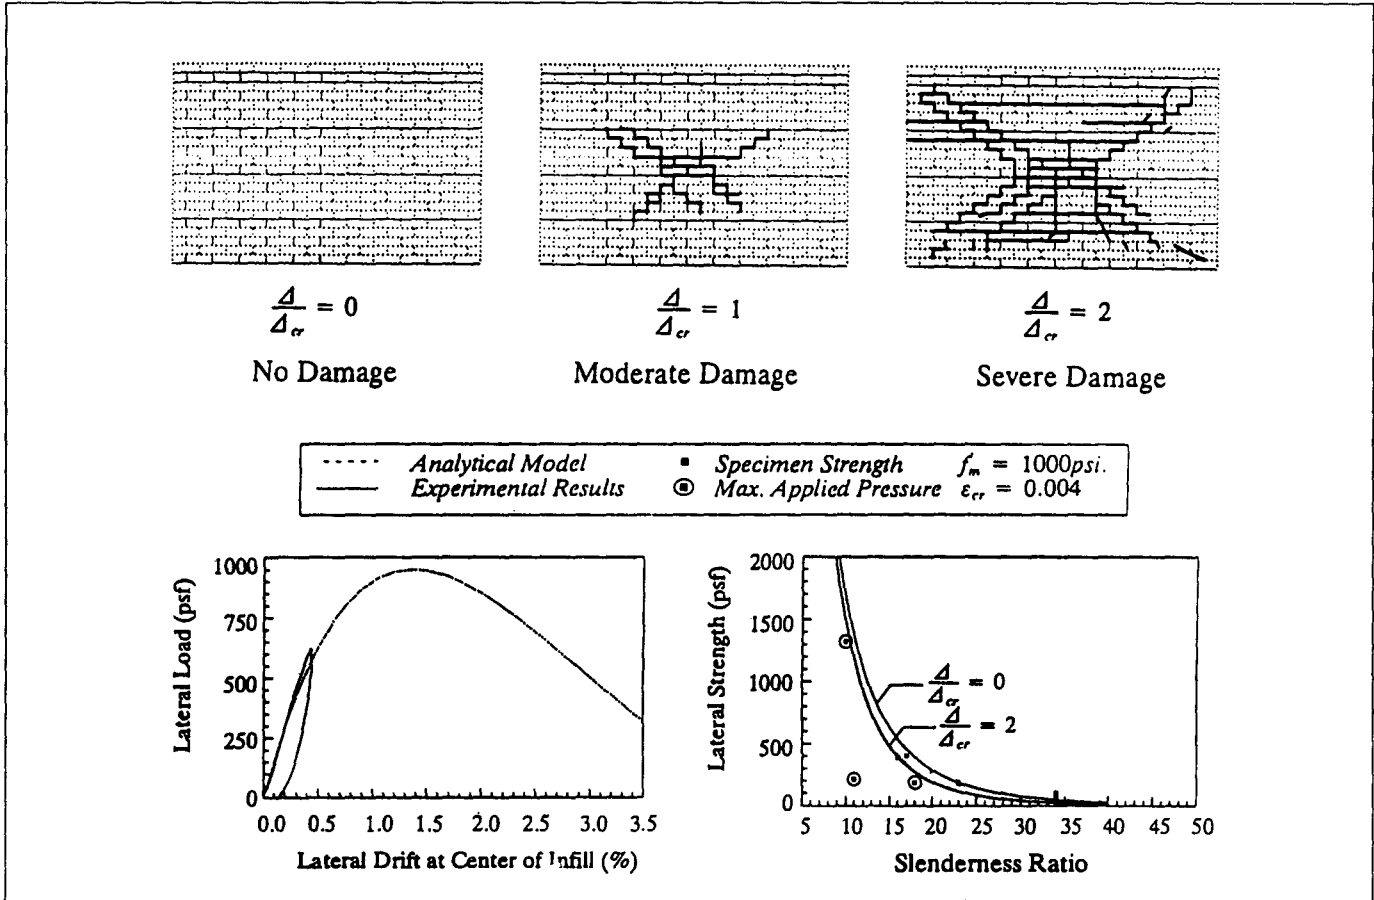 Δ/Δcr = 0
Δ/Δcr = 1
Δ/Δcr = 2
No Damage
Moderate Damage
Severe Damage
Analytical Model
Specimen Strength
f'm = 1000psi.
Experimental Results
Max. Applied Pressure
εcr = 0.004
Lateral Load (psf)
1000
750
500
250
0
0.0 0.5 1.0 1.5 2.0 2.5 3.0 3.5
Lateral Drift at Center of Infill (%)
Lateral Strength (psf)
2000
1500
1000
500
0
Δ/Δcr = 0
Δ/Δcr = 2
5 10 15 20 25 30 35 40 45 50
Slenderness Ratio